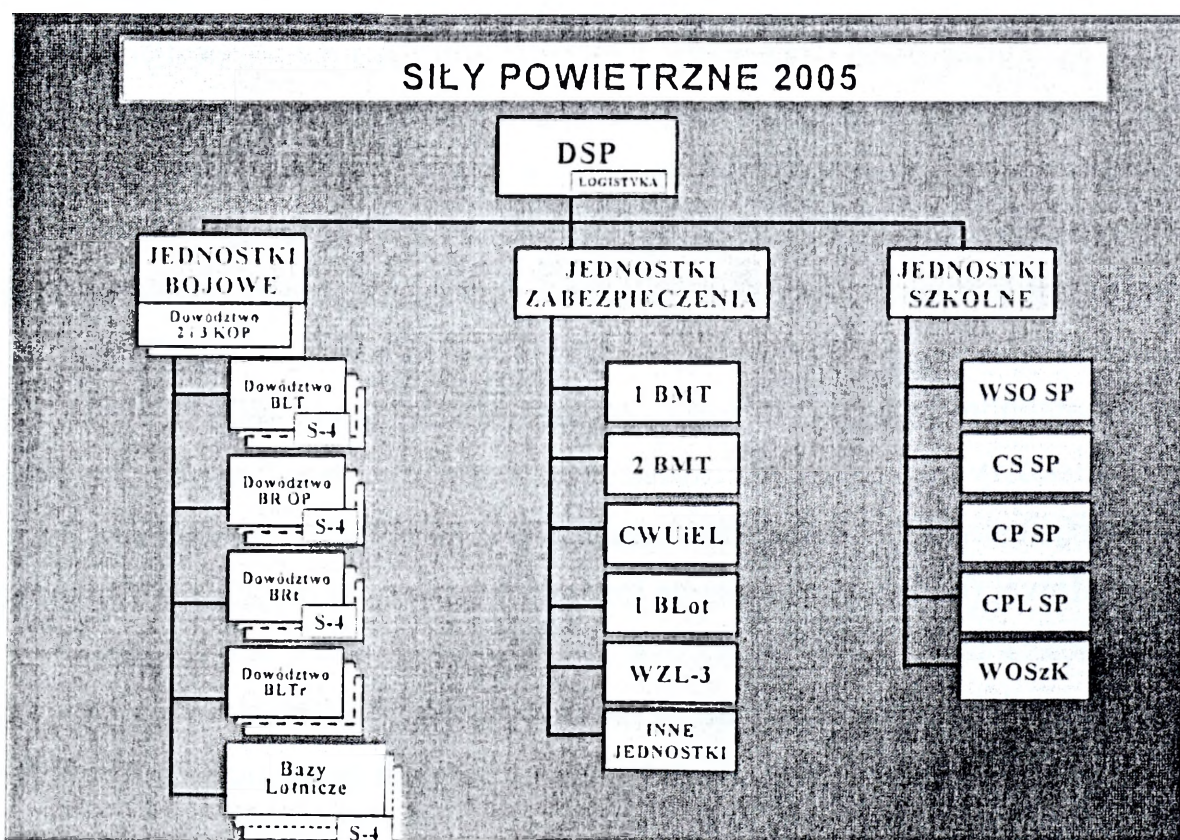 SIŁY POWIETRZNE 2005
DSP
LOGISTYKA
JEDNOSTKI
BOJOWE
Dowództwo
2 i 3 KOP
Dowództwo
BLT
S-4
Dowództwo
BR OP
S-4
Dowództwo
BRt
S-4
Dowództwo
BLTr
Bazy
Lotnicze
S-4
JEDNOSTKI
ZABEZPIECZENIA
1 BMT
2 BMT
CWUiEL
1 BLot
WZL-3
INNE
JEDNOSTKI
JEDNOSTKI
SZKOLNE
WSO SP
CS SP
CP SP
CPL SP
WOSzK